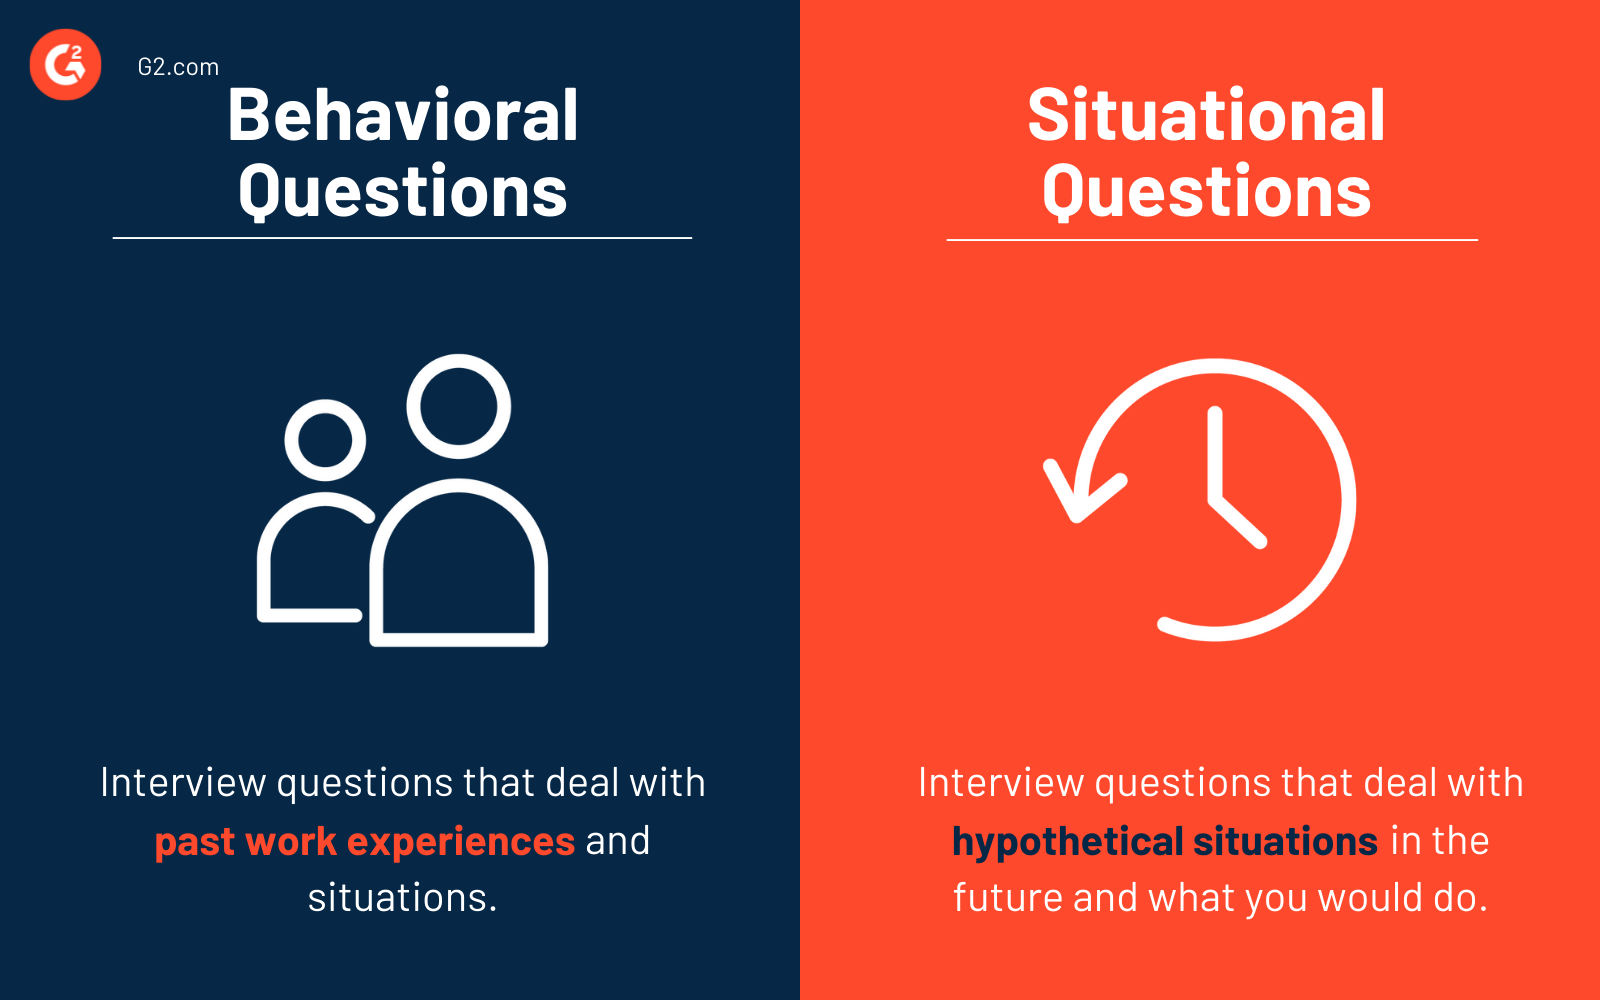 G2
G2.com
Behavioral
Questions
Interview questions that deal with
past work experiences and
situations.
Situational
Questions
Interview questions that deal with
hypothetical situations in the
future and what you would do.